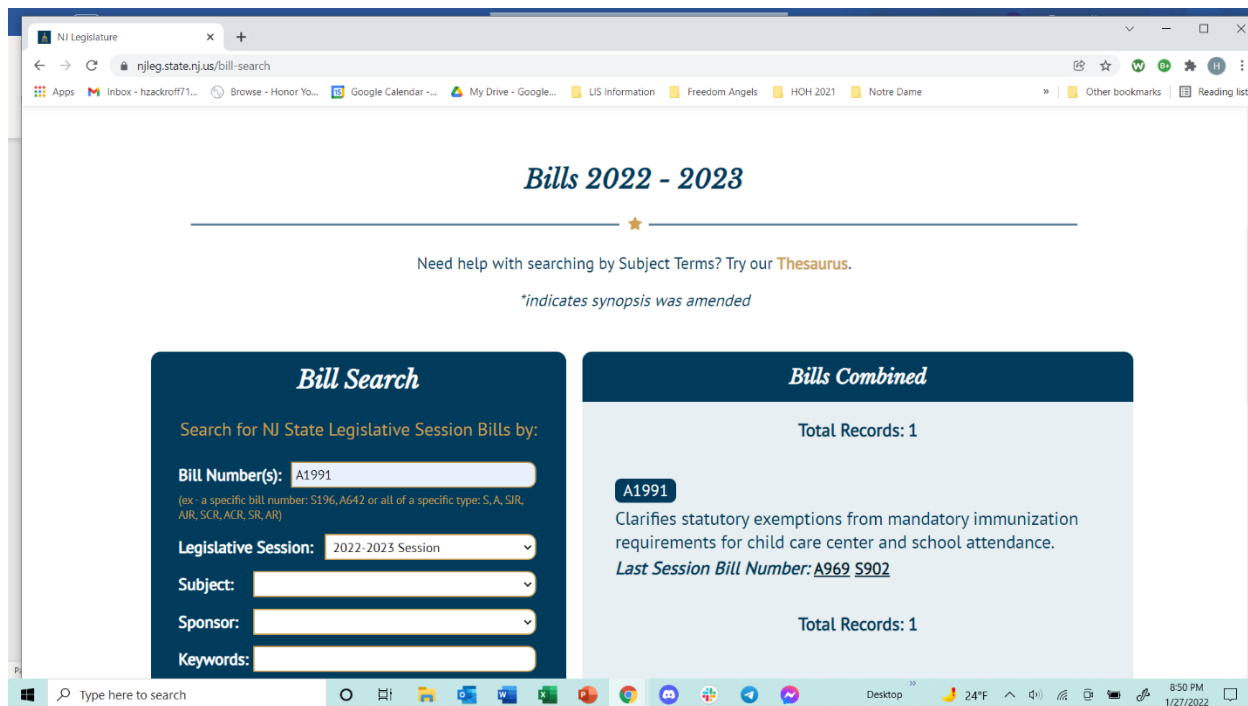 NJ Legislature
njleg.state.nj.us/bill-search
H
Apps Inbox - hzackroff71... Browse - Honor Yo... Google Calendar -... My Drive - Google... LIS Information Freedom Angels HOH 2021 Notre Dame » Other bookmarks Reading list
Bills 2022 - 2023
Need help with searching by Subject Terms? Try our Thesaurus.
*indicates synopsis was amended
Bill Search
Search for NJ State Legislative Session Bills by:
Bill Number(s): A1991
(ex - a specific bill number: S196, A642 or all of a specific type: S, A, SJR,
AJR, SCR, ACR, SR, AR)
Legislative Session: 2022-2023 Session
Subject:
Sponsor:
Keywords:
Bills Combined
Total Records: 1
A1991
Clarifies statutory exemptions from mandatory immunization
requirements for child care center and school attendance.
Last Session Bill Number: A969 S902
Total Records: 1
Type here to search
Desktop
24°F
8:50 PM
1/27/2022